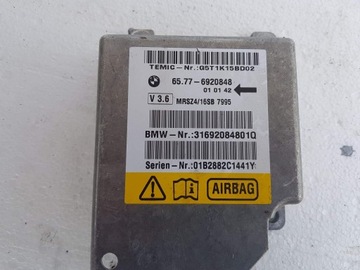 TEMIC-Nr.:Q5T1K15BD02
65.77-6920848
01 01 42
V 3.6
MRSZ4/16SB 7995
BMW-Nr.:31692084801Q
Serien-Nr.:01B2882C1441Y
AIRBAG